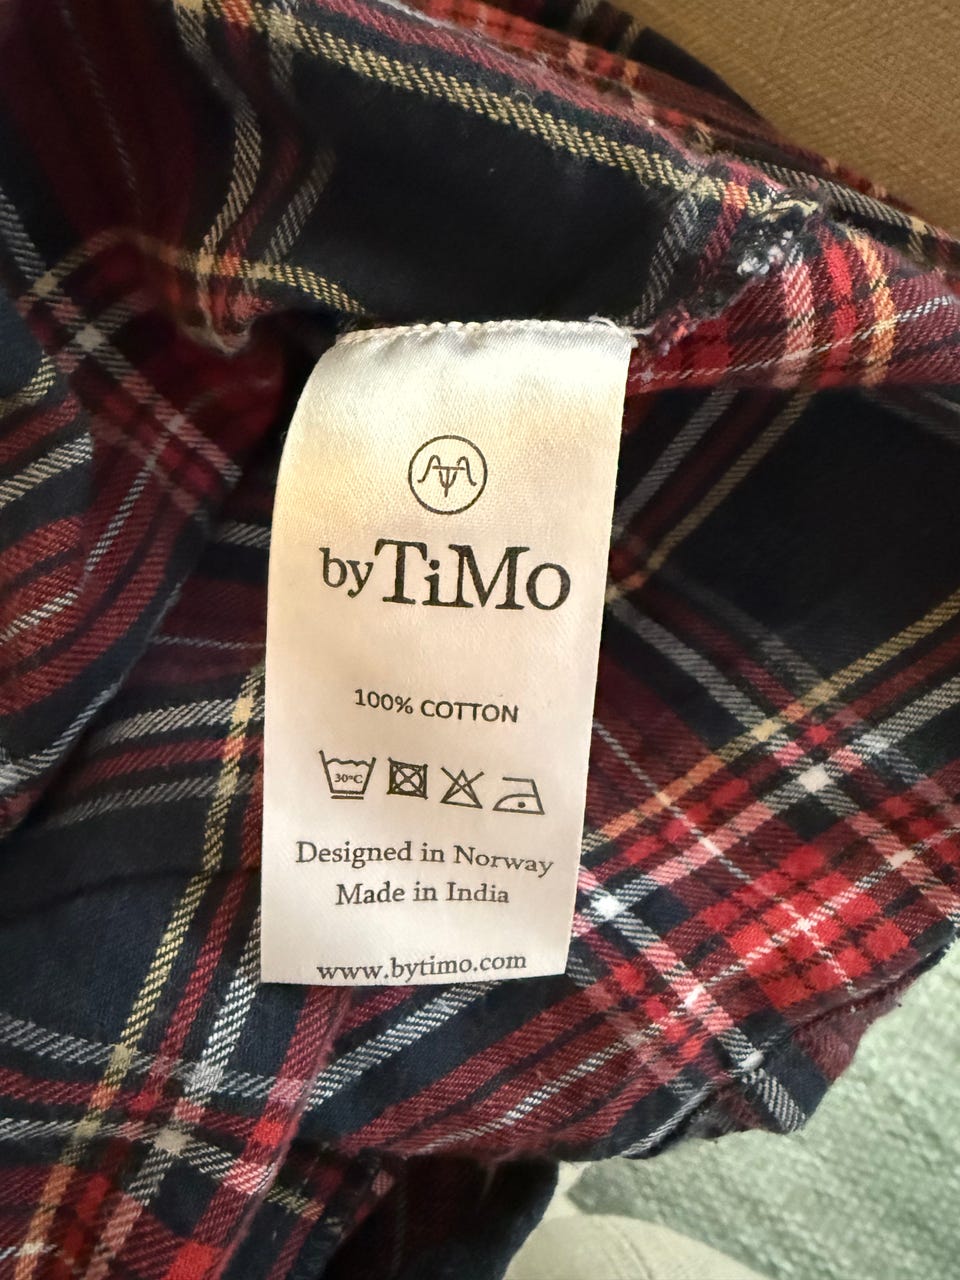 byTiMo
100% COTTON
30°C
Designed in Norway
Made in India
www.bytimo.com